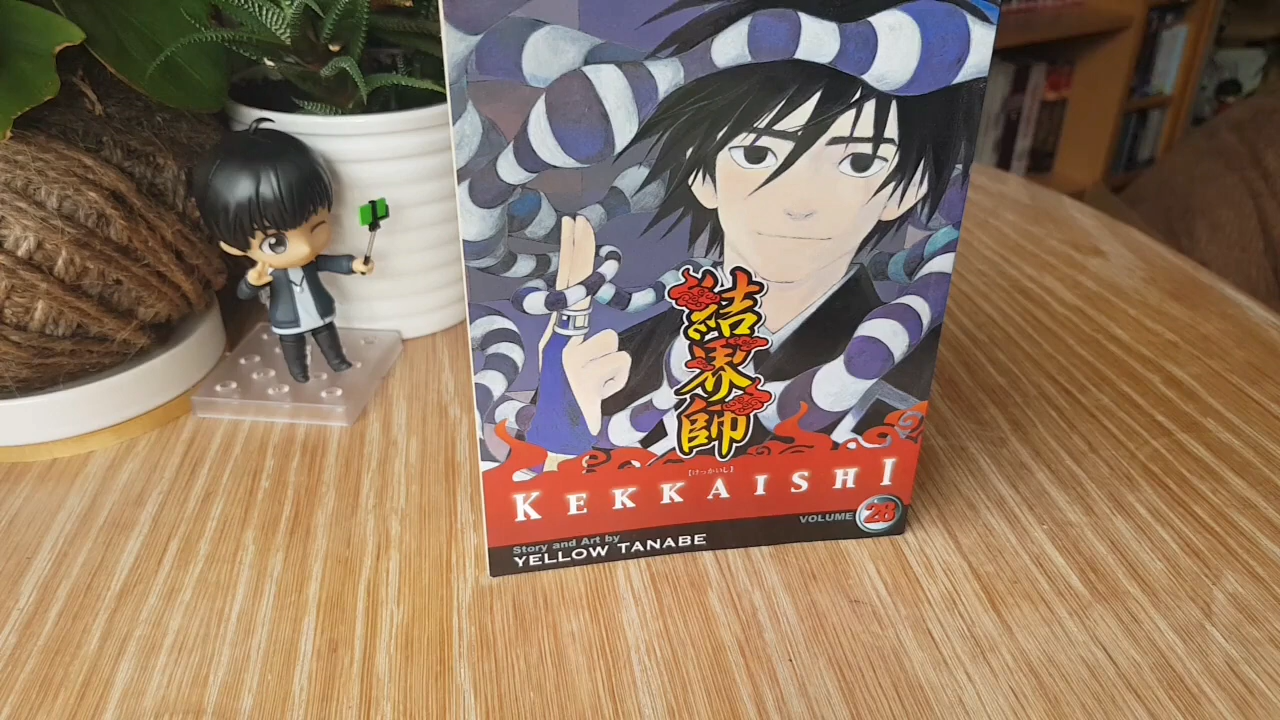 結界師
【けっかいし】
KEKKAISHI
VOLUME 28
Story and Art by
YELLOW TANABE